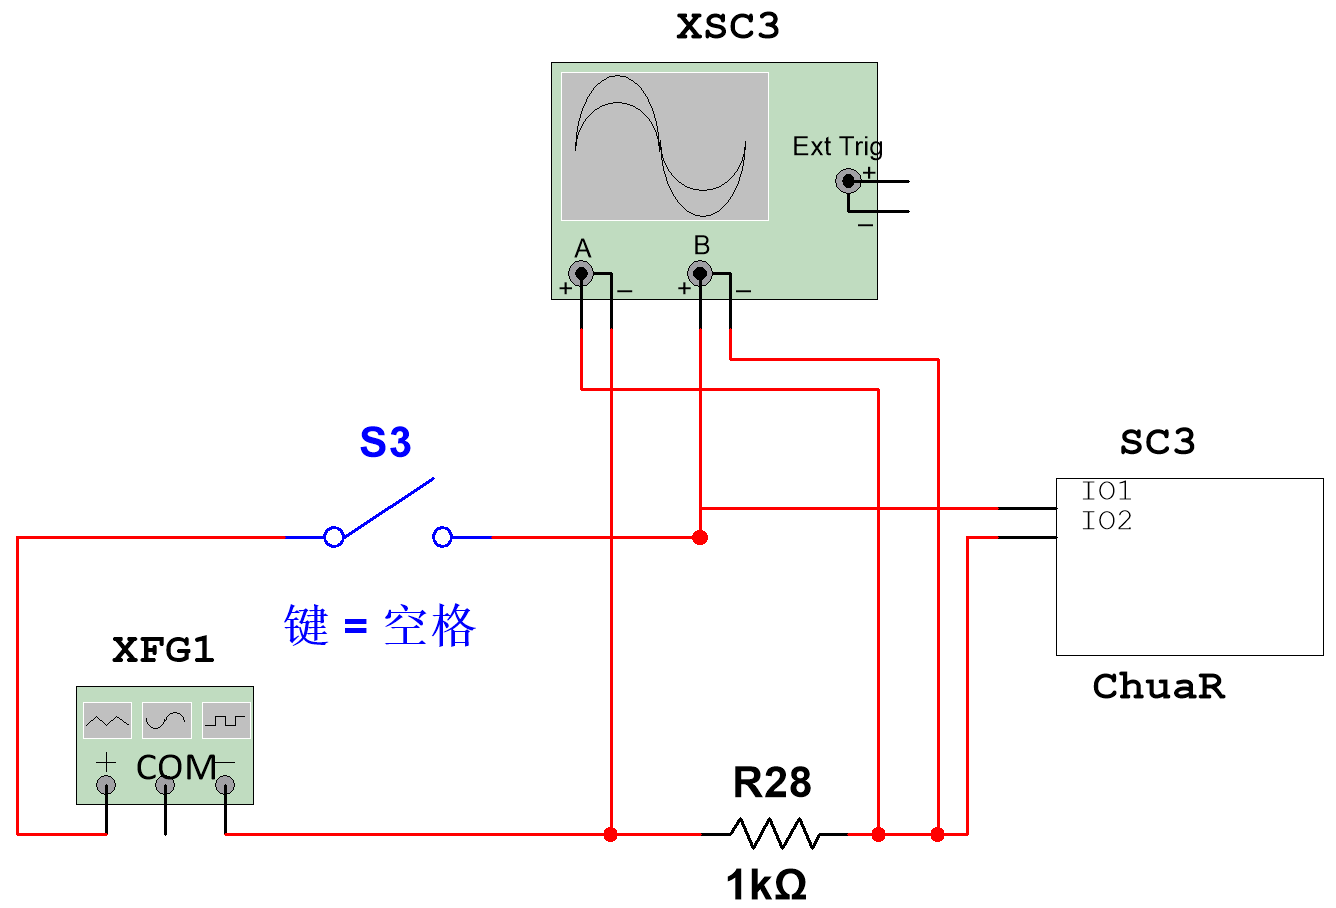 XSC3
Ext Trig
+
−
A
B
+
−
+
−
S3
SC3
IO1
IO2
键 = 空格
XFG1
ChuaR
+
COM
−
R28
1kΩ